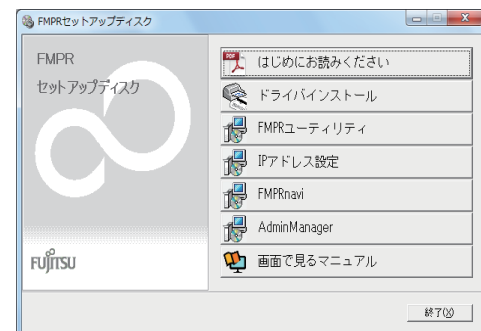 FMPRセットアップディスク
FMPR
セットアップディスク
FUJITSU
はじめにお読みください
ドライバインストール
FMPRユーティリティ
IPアドレス設定
FMPRnavi
AdminManager
画面で見るマニュアル
終了(X)